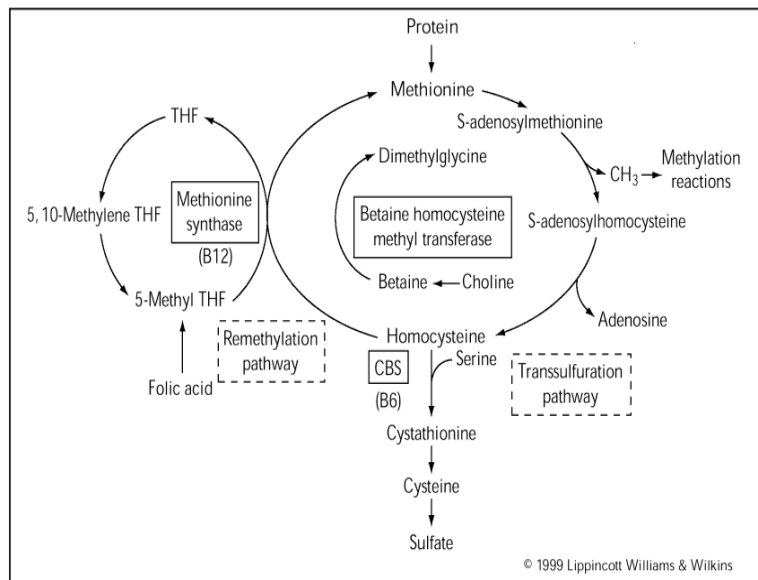 Protein
Methionine
S-adenosylmethionine
THF
Dimethylglycine
CH₃
Methylation
reactions
5, 10-Methylene THF
Methionine
synthase
(B12)
Betaine homocysteine
methyl transferase
S-adenosylhomocysteine
Betaine
Choline
5-Methyl THF
Adenosine
Remethylation
pathway
Homocysteine
Serine
CBS
(B6)
Transsulfuration
pathway
Folic acid
Cystathionine
Cysteine
Sulfate
© 1999 Lippincott Williams & Wilkins